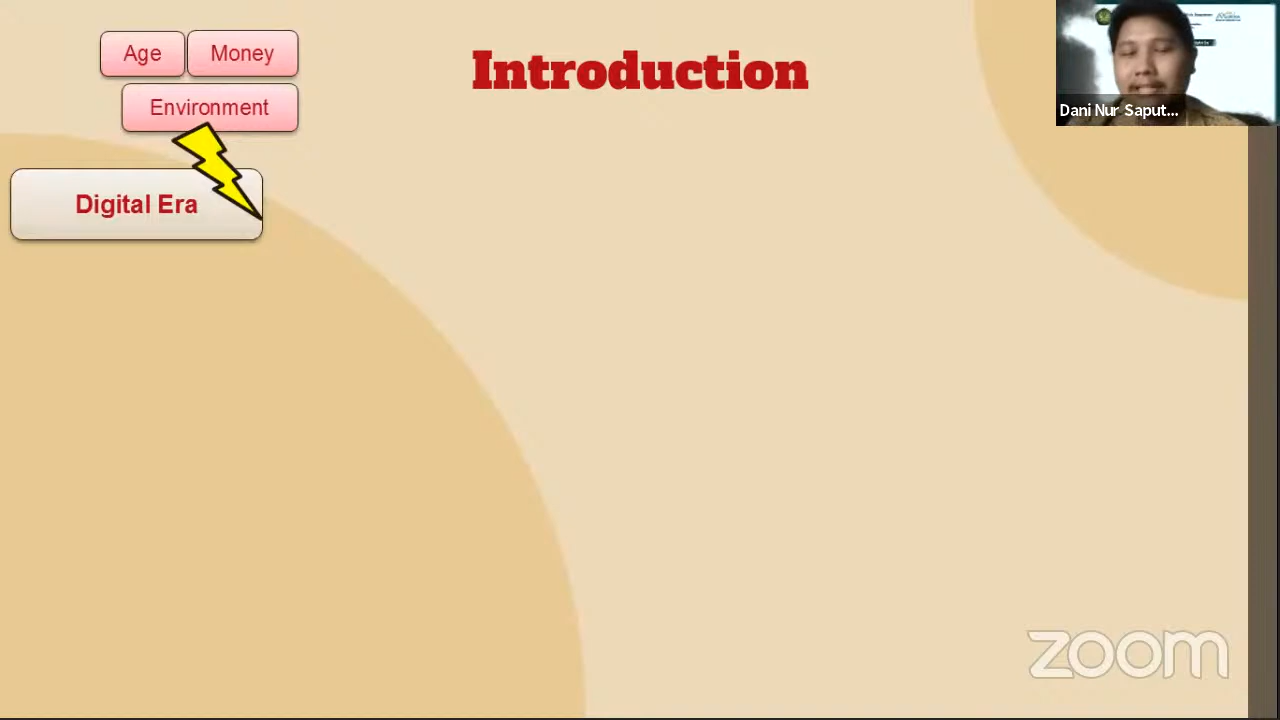 Age
Money
Introduction
Environment
Dani Nur Saput...
Digital Era
zoom